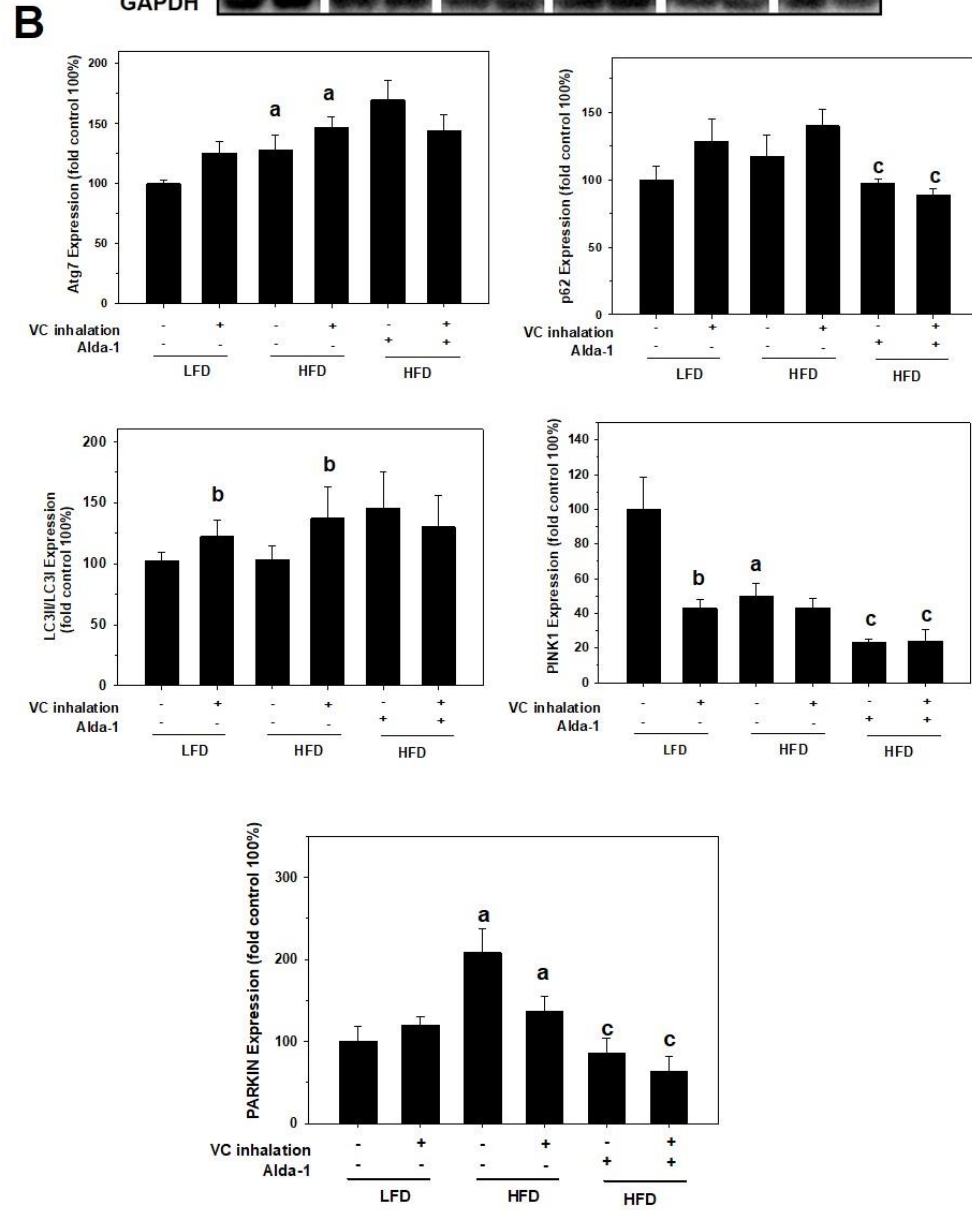 GAPDH
B
Atg7 Expression (fold control 100%)
200
150
100
50
0
a a
VC inhalation - + - + - +
Alda-1 - - - - + +
LFD HFD HFD
p62 Expression (fold control 100%)
150
100
50
0
c c
VC inhalation - + - + - +
Alda-1 - - - - + +
LFD HFD HFD
LC3II/LC3I Expression
(fold control 100%)
200
150
100
50
0
b b
VC inhalation - + - + - +
Alda-1 - - - - + +
LFD HFD HFD
PINK1 Expression (fold control 100%)
140
120
100
80
60
40
20
0
b a c c
VC inhalation - + - + - +
Alda-1 - - - - + +
LFD HFD HFD
PARKIN Expression (fold control 100%)
300
200
100
0
a a c c
VC inhalation - + - + - +
Alda-1 - - - - + +
LFD HFD HFD